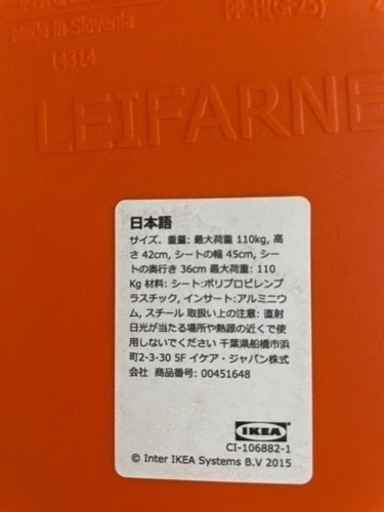 PP-H(GF25)
Made in Slovenia
14314
LEIFARNE
日本語
サイズ、重量: 最大荷重 110kg, 高
さ 42cm, シートの幅 45cm, シー
トの奥行き 36cm 最大荷重: 110
Kg 材料: シート:ポリプロピレンプ
ラスチック, インサート:アルミニウ
ム, スチール 取扱い上の注意: 直射
日光が当たる場所や熱源の近くで使
用しないでください 千葉県船橋市浜
町2-3-30 5F イケア・ジャパン株式
会社 商品番号: 00451648
IKEA
CI-106882-1
© Inter IKEA Systems B.V 2015